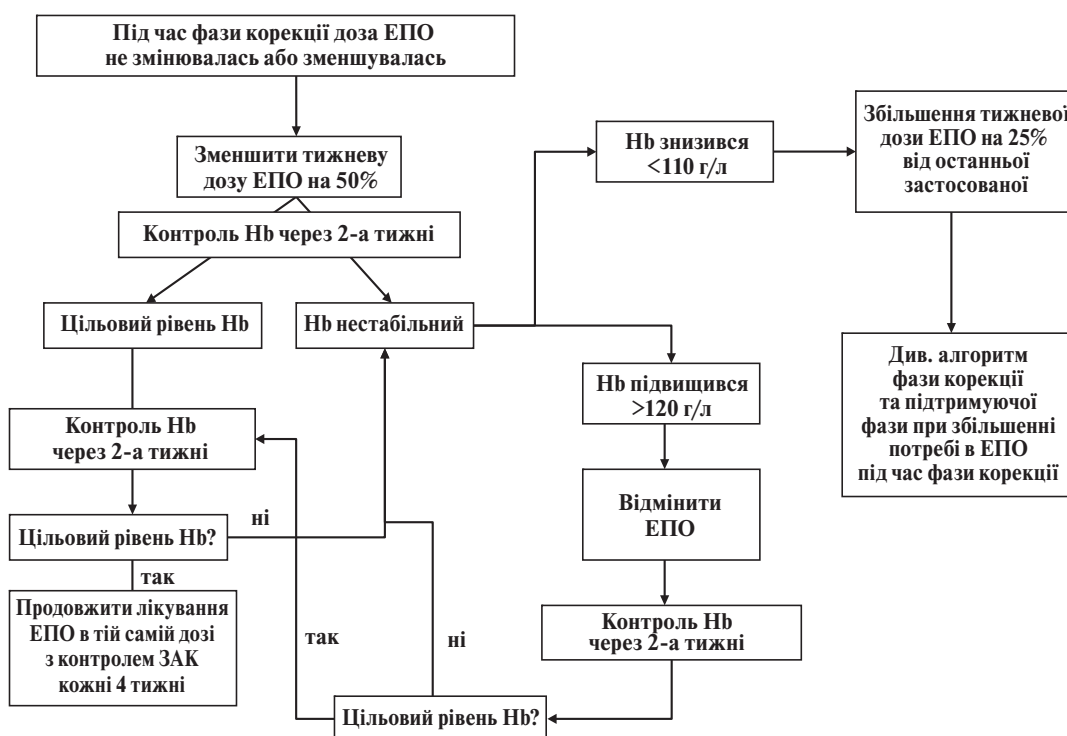 Під час фази корекції доза ЕПО
не змінювалась або зменшувалась
Зменшити тижневу
дозу ЕПО на 50%
Контроль Hb через 2-а тижні
Цільовий рівень Hb
Hb нестабільний
Hb знизився
<110 г/л
Збільшення тижневої
дози ЕПО на 25%
від останньої
застосованої
Hb підвищився
>120 г/л
Див. алгоритм
фази корекції
та підтримуючої
фази при збільшенні
потребі в ЕПО
під час фази корекції
Контроль Hb
через 2-а тижні
Відмінити
ЕПО
Цільовий рівень Hb?
ні
так
Продовжити лікування
ЕПО в тій самій дозі
з контролем ЗАК
кожні 4 тижні
так
ні
Контроль Hb
через 2-а тижні
Цільовий рівень Hb?